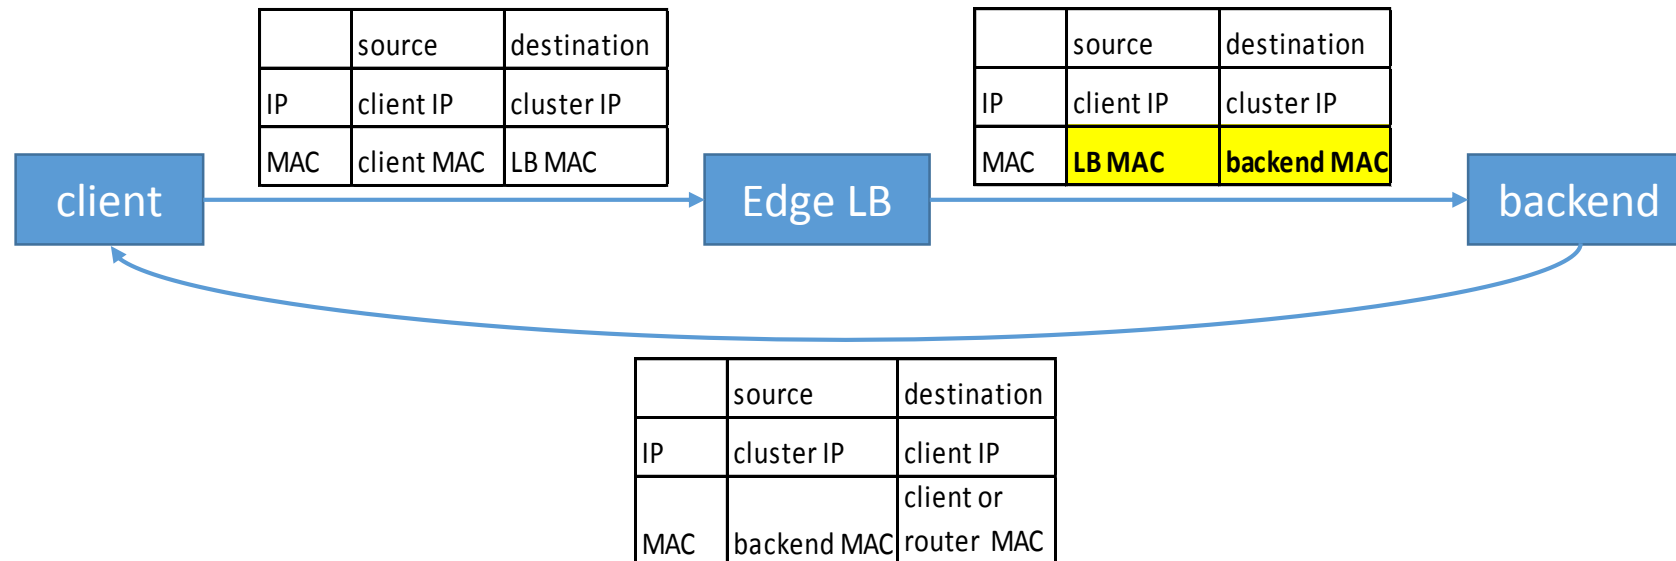 source destination
IP client IP cluster IP
MAC client MAC LB MAC
source destination
IP client IP cluster IP
MAC LB MAC backend MAC
client
Edge LB
backend
source destination
IP cluster IP client IP
MAC backend MAC client or
router MAC